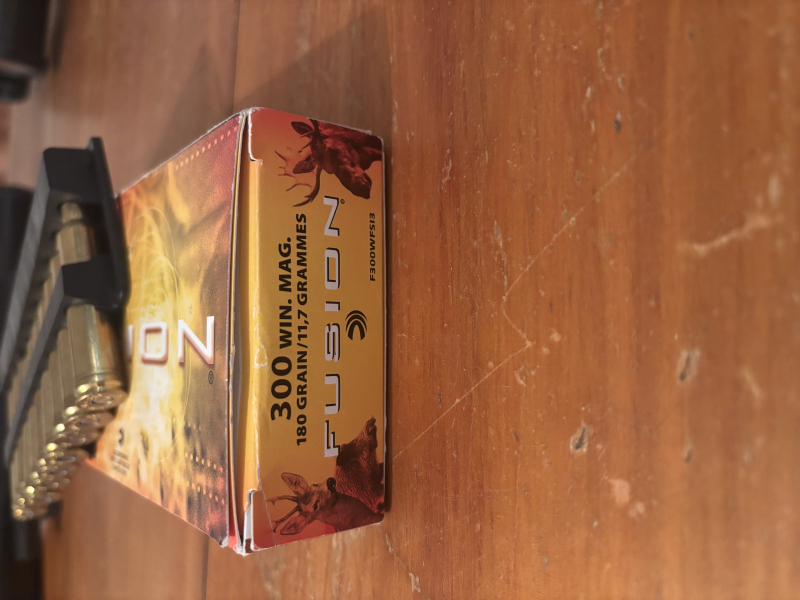 300 WIN. MAG.
180 GRAIN/11,7 GRAMMES
FUSION®
F300WFS13
ION®